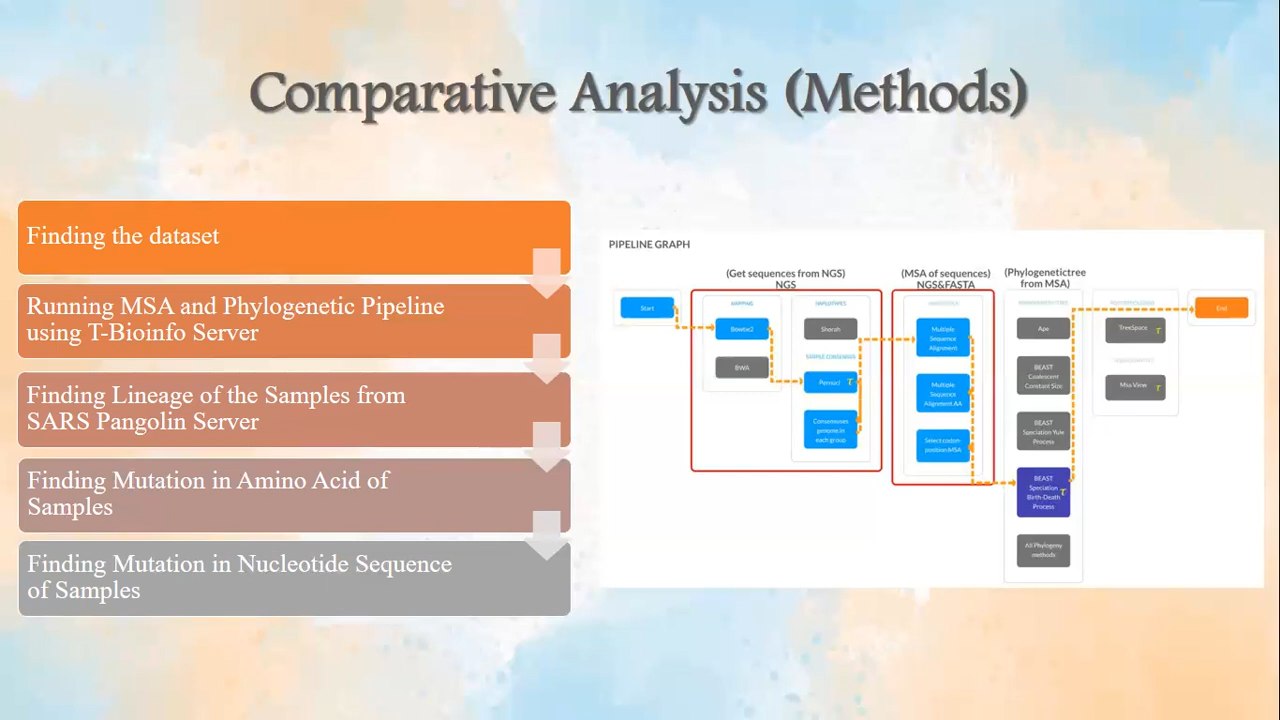 Comparative Analysis (Methods)
Finding the dataset
Running MSA and Phylogenetic Pipeline
using T-Bioinfo Server
Finding Lineage of the Samples from
SARS Pangolin Server
Finding Mutation in Amino Acid of
Samples
Finding Mutation in Nucleotide Sequence
of Samples
PIPELINE GRAPH
(Get sequences from NGS)
NGS
(MSA of sequences)
NGS&FASTA
(Phylogenetictree
from MSA)
Start
MAPPING
Bowtie2
BWA
HAPLOTYPES
Shorah
SAMPLE CONSENSUS
τ
Consensuses
genome in
each group
Multiple
Sequence
Alignment
Multiple
Sequence
Alignment AA
Select codon-
position MSA
Ape
BEAST
Coalescent
Constant Size
BEAST
Speciation Yule
Process
BEAST
Speciation
Birth-Death
Process
τ
All Phylogeny
methods
TreeSpace
τ
Msa View
τ
End